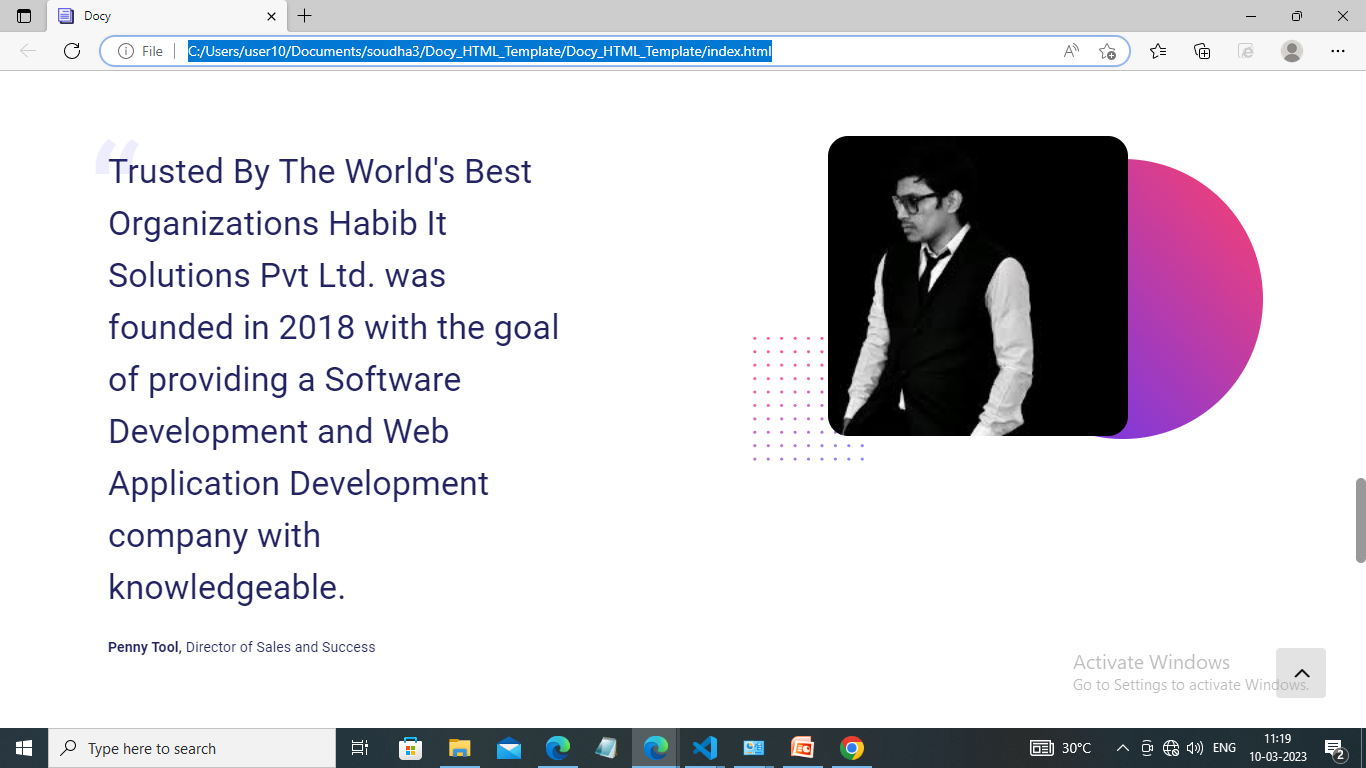 Docy
File
C:/Users/user10/Documents/soudha3/Docy_HTML_Template/Docy_HTML_Template/index.html
“
Trusted By The World's Best
Organizations Habib It
Solutions Pvt Ltd. was
founded in 2018 with the goal
of providing a Software
Development and Web
Application Development
company with
knowledgeable.
Penny Tool, Director of Sales and Success
Activate Windows
Go to Settings to activate Windows.
Type here to search
30°C
ENG
11:19
10-03-2023
2